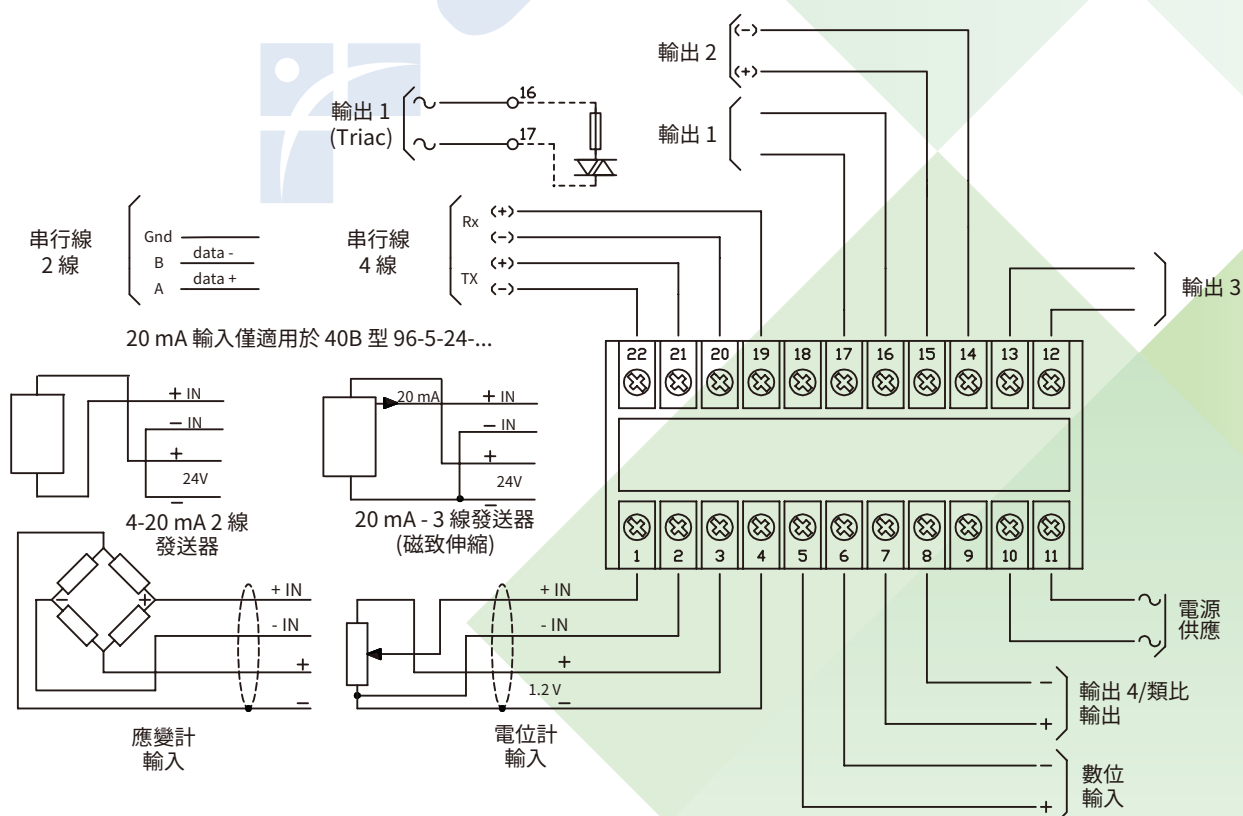 輸出 2
(-)
(+)
輸出 1
(Triac)
16
17
輸出 1
串行線
2 線
Gnd
B
data -
A
data +
串行線
4 線
Rx
(+)
(-)
TX
(+)
(-)
輸出 3
20 mA 輸入僅適用於 40B 型 96-5-24-...
22 21 20 19 18 17 16 15 14 13 12
+ IN
- IN
+
24V
-
4-20 mA 2 線
發送器
20 mA
+ IN
- IN
+
24V
-
20 mA - 3 線發送器
(磁致伸縮)
1 2 3 4 5 6 7 8 9 10 11
-
+
+ IN
- IN
+
-
應變計
輸入
+ IN
- IN
+
1.2 V
-
電位計
輸入
電源
供應
-
+
輸出 4/類比
輸出
-
+
數位
輸入